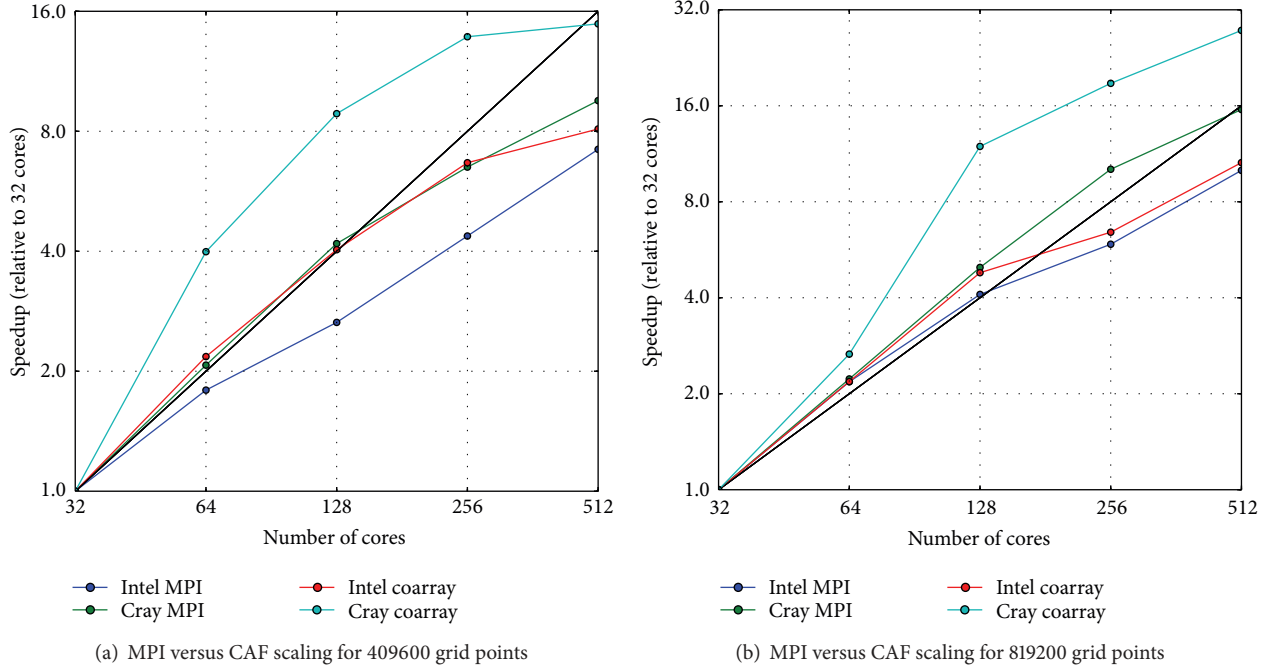 16.0
8.0
4.0
2.0
1.0
Speedup (relative to 32 cores)
32 64 128 256 512
Number of cores
Intel MPI Intel coarray
Cray MPI Cray coarray
(a) MPI versus CAF scaling for 409600 grid points
32.0
16.0
8.0
4.0
2.0
1.0
Speedup (relative to 32 cores)
32 64 128 256 512
Number of cores
Intel MPI Intel coarray
Cray MPI Cray coarray
(b) MPI versus CAF scaling for 819200 grid points